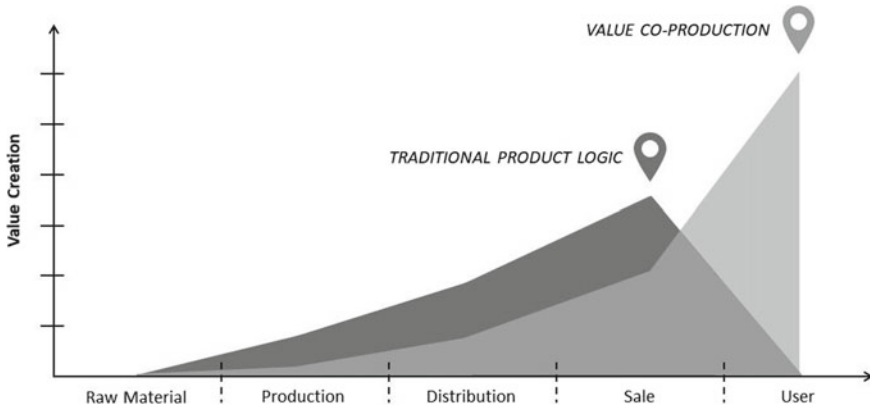 VALUE CO-PRODUCTION
TRADITIONAL PRODUCT LOGIC
Value Creation
Raw Material
Production
Distribution
Sale
User